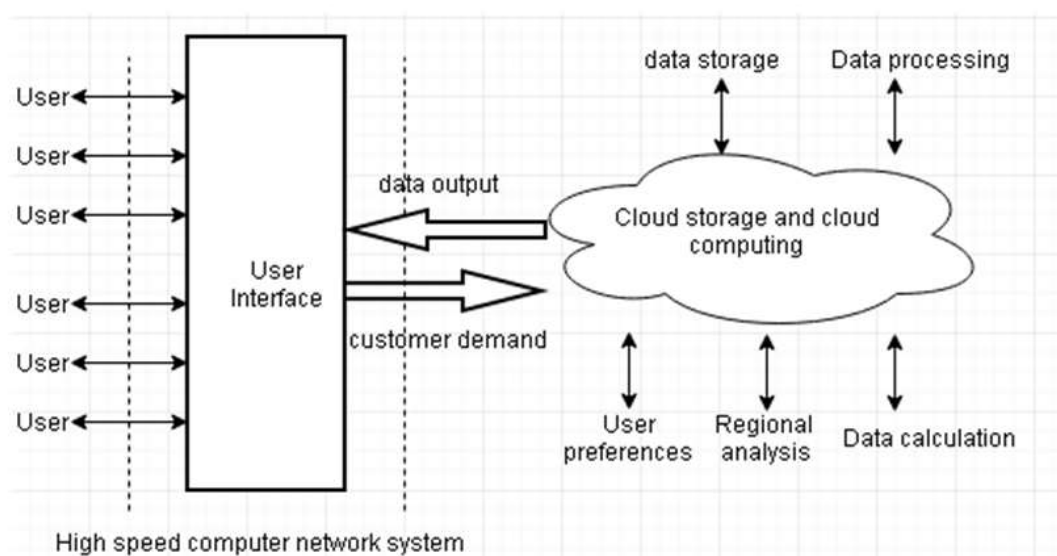 data storage
Data processing
User
User
User
User
User
User
User
Interface
data output
customer demand
Cloud storage and cloud
computing
User
preferences
Regional
analysis
Data calculation
High speed computer network system